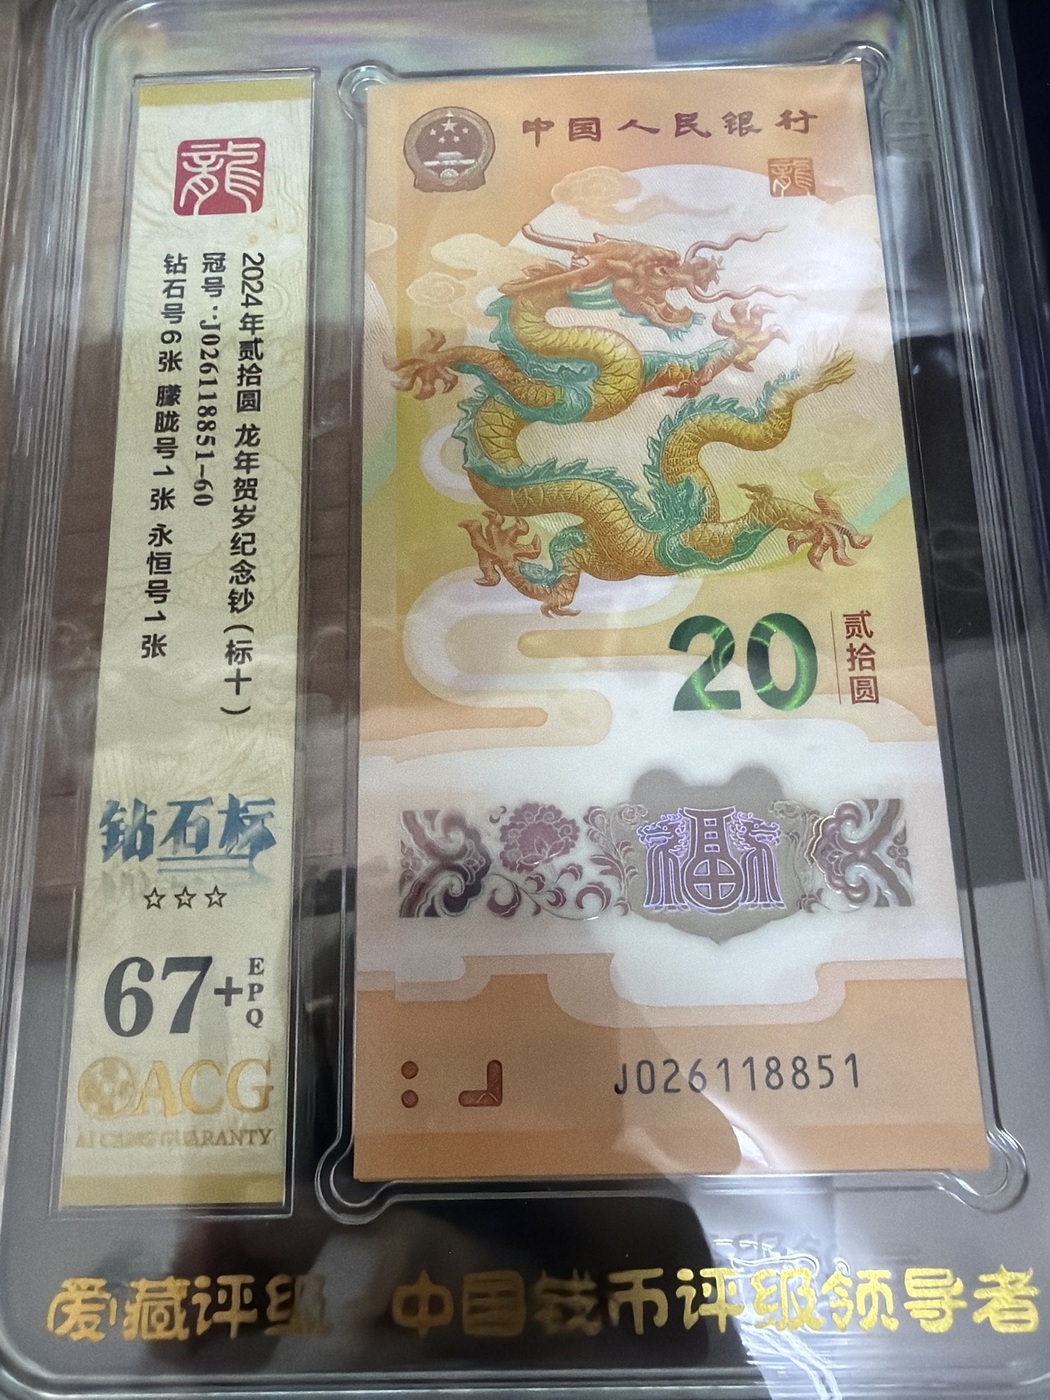 龍
2024年贰拾圆 龙年贺岁纪念钞(标十)
冠号:J026118851-60
钻石号6张 朦胧号1张 永恒号1张
钻石标
☆☆☆
67+EPQ
ACG
AI CANG GUARANTY
中国人民银行
龍
20
贰拾圆
福
J026118851
爱藏评级 中国钱币评级领导者